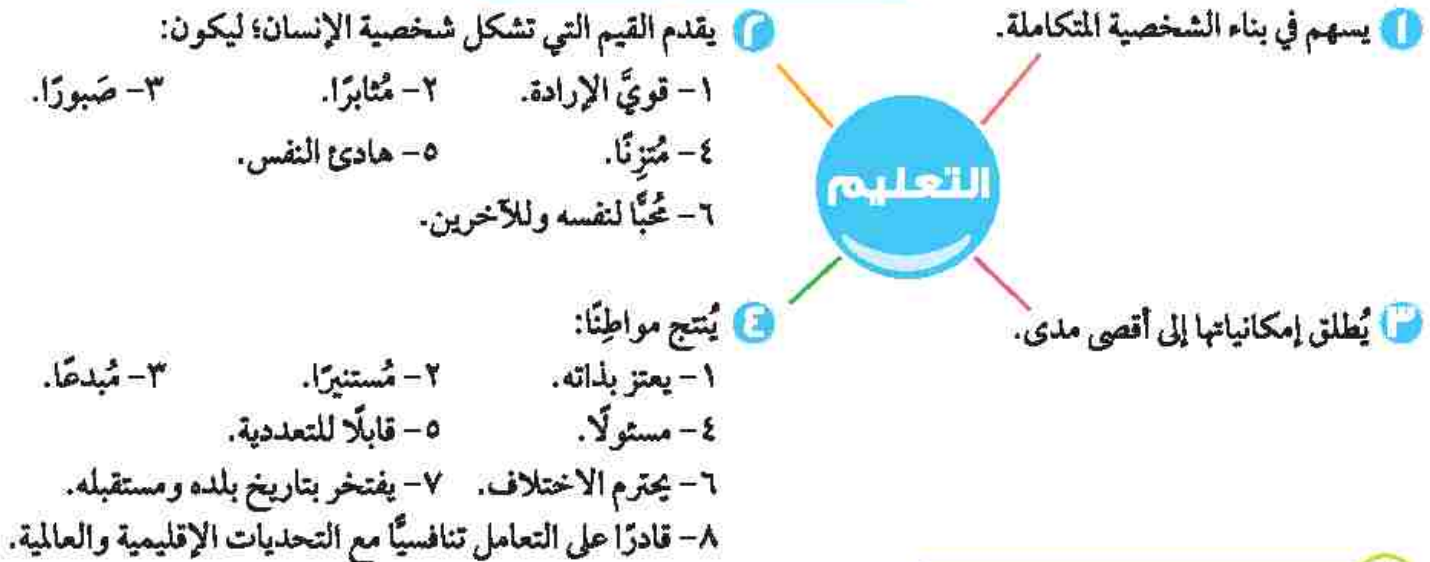 ١ يسهم في بناء الشخصية المتكاملة.
٢ يقدم القيم التي تشكل شخصية الإنسان؛ ليكون:
١- قويَّ الإرادة. ٢- مُثابرًا. ٣- صَبورًا.
٤- مُتزِنًا. ٥- هادئ النفس.
٦- مُحبًّا لنفسه وللآخرين.
التعليم
٣ يُطلق إمكانياتها إلى أقصى مدى.
٤ يُنتج مواطِنًا:
١- يعتز بذاته. ٢- مُستنيرًا. ٣- مُبدعًا.
٤- مسئولًا. ٥- قابلًا للتعددية.
٦- يحترم الاختلاف. ٧- يفتخر بتاريخ بلده ومستقبله.
٨- قادرًا على التعامل تنافسيًّا مع التحديات الإقليمية والعالمية.